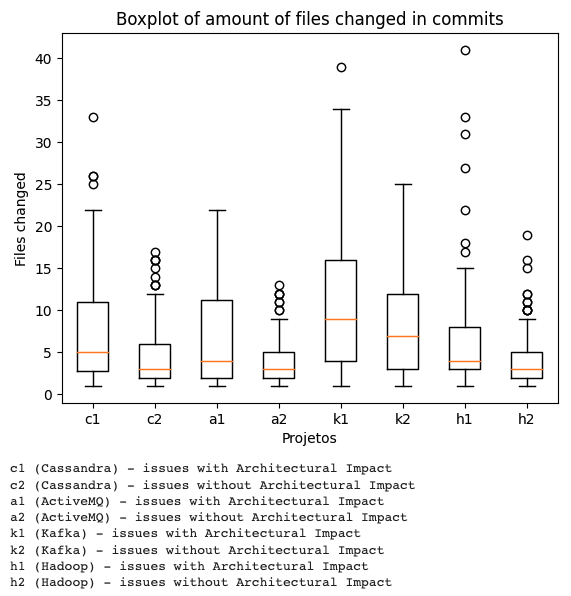 Boxplot of amount of files changed in commits
40
35
30
25
20
15
10
5
0
Files changed
c1 c2 a1 a2 k1 k2 h1 h2
Projetos
c1 (Cassandra) - issues with Architectural Impact
c2 (Cassandra) - issues without Architectural Impact
a1 (ActiveMQ) - issues with Architectural Impact
a2 (ActiveMQ) - issues without Architectural Impact
k1 (Kafka) - issues with Architectural Impact
k2 (Kafka) - issues without Architectural Impact
h1 (Hadoop) - issues with Architectural Impact
h2 (Hadoop) - issues without Architectural Impact